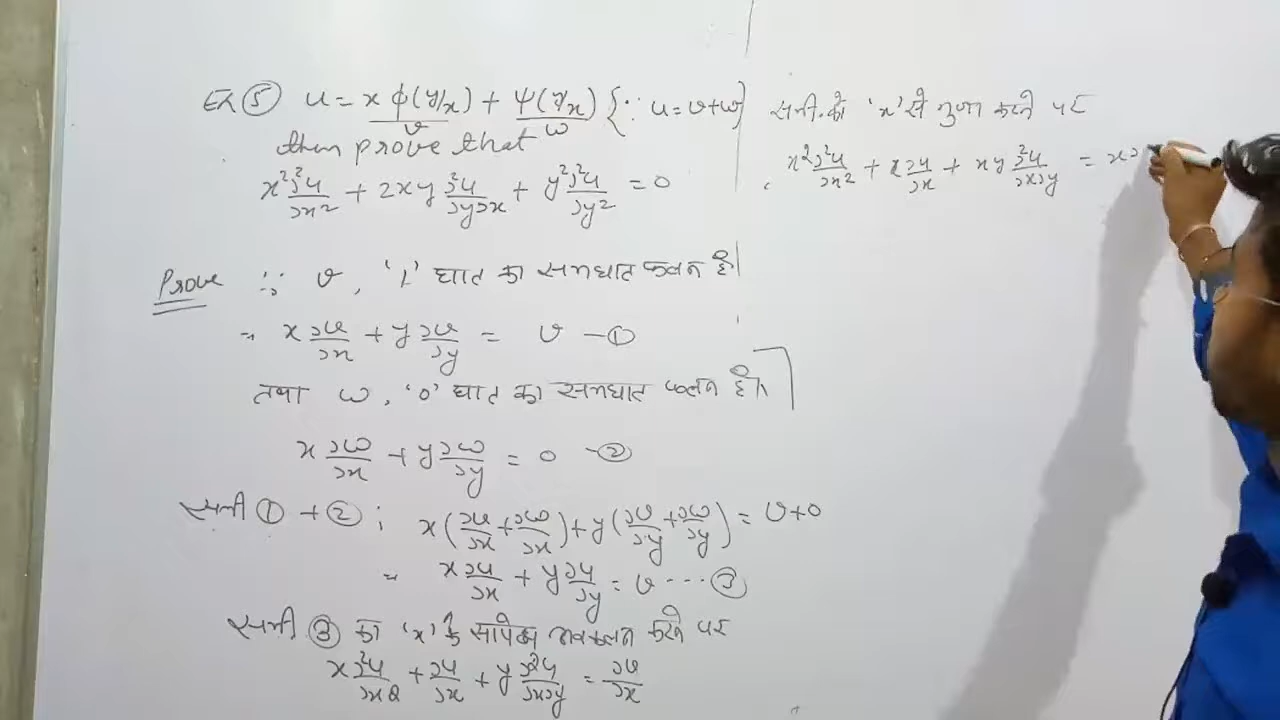 Ex ⑤ u = x ϕ(y/x) + ψ(y/x) {∵ u = v+w}
v w
then prove that
x² ∂²u/∂x² + 2xy ∂²u/∂y∂x + y² ∂²u/∂y² = 0
Prove ∵ v, '1' घात का समघात फलन है।
= x ∂v/∂x + y ∂v/∂y = v —①
तथा w, '0' घात का समघात फलन है।
x ∂w/∂x + y ∂w/∂y = 0 —②
समी ① + ② ; x(∂v/∂x + ∂w/∂x) + y(∂v/∂y + ∂w/∂y) = v+0
= x ∂u/∂x + y ∂u/∂y = v ---③
समी ③ का 'x' के सापेक्ष अवकलन करने पर
x ∂²u/∂x² + ∂u/∂x + y ∂²u/∂x∂y = ∂v/∂x
समी. को 'x' से गुणा करने पर
x² ∂²u/∂x² + x ∂u/∂x + xy ∂²u/∂x∂y = x∂